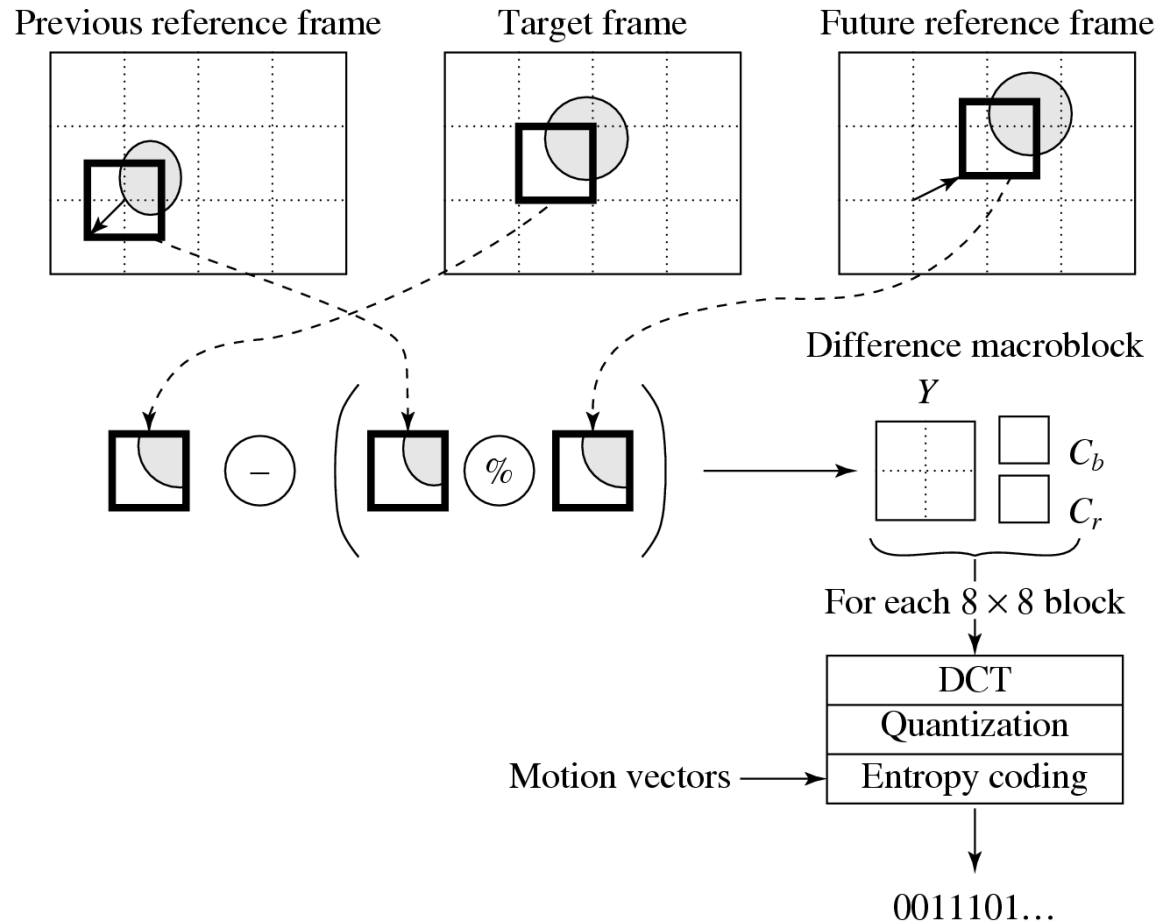 Previous reference frame
Target frame
Future reference frame
Difference macroblock
Y
−
%
C_b
C_r
For each 8 × 8 block
DCT
Quantization
Motion vectors
Entropy coding
0011101…